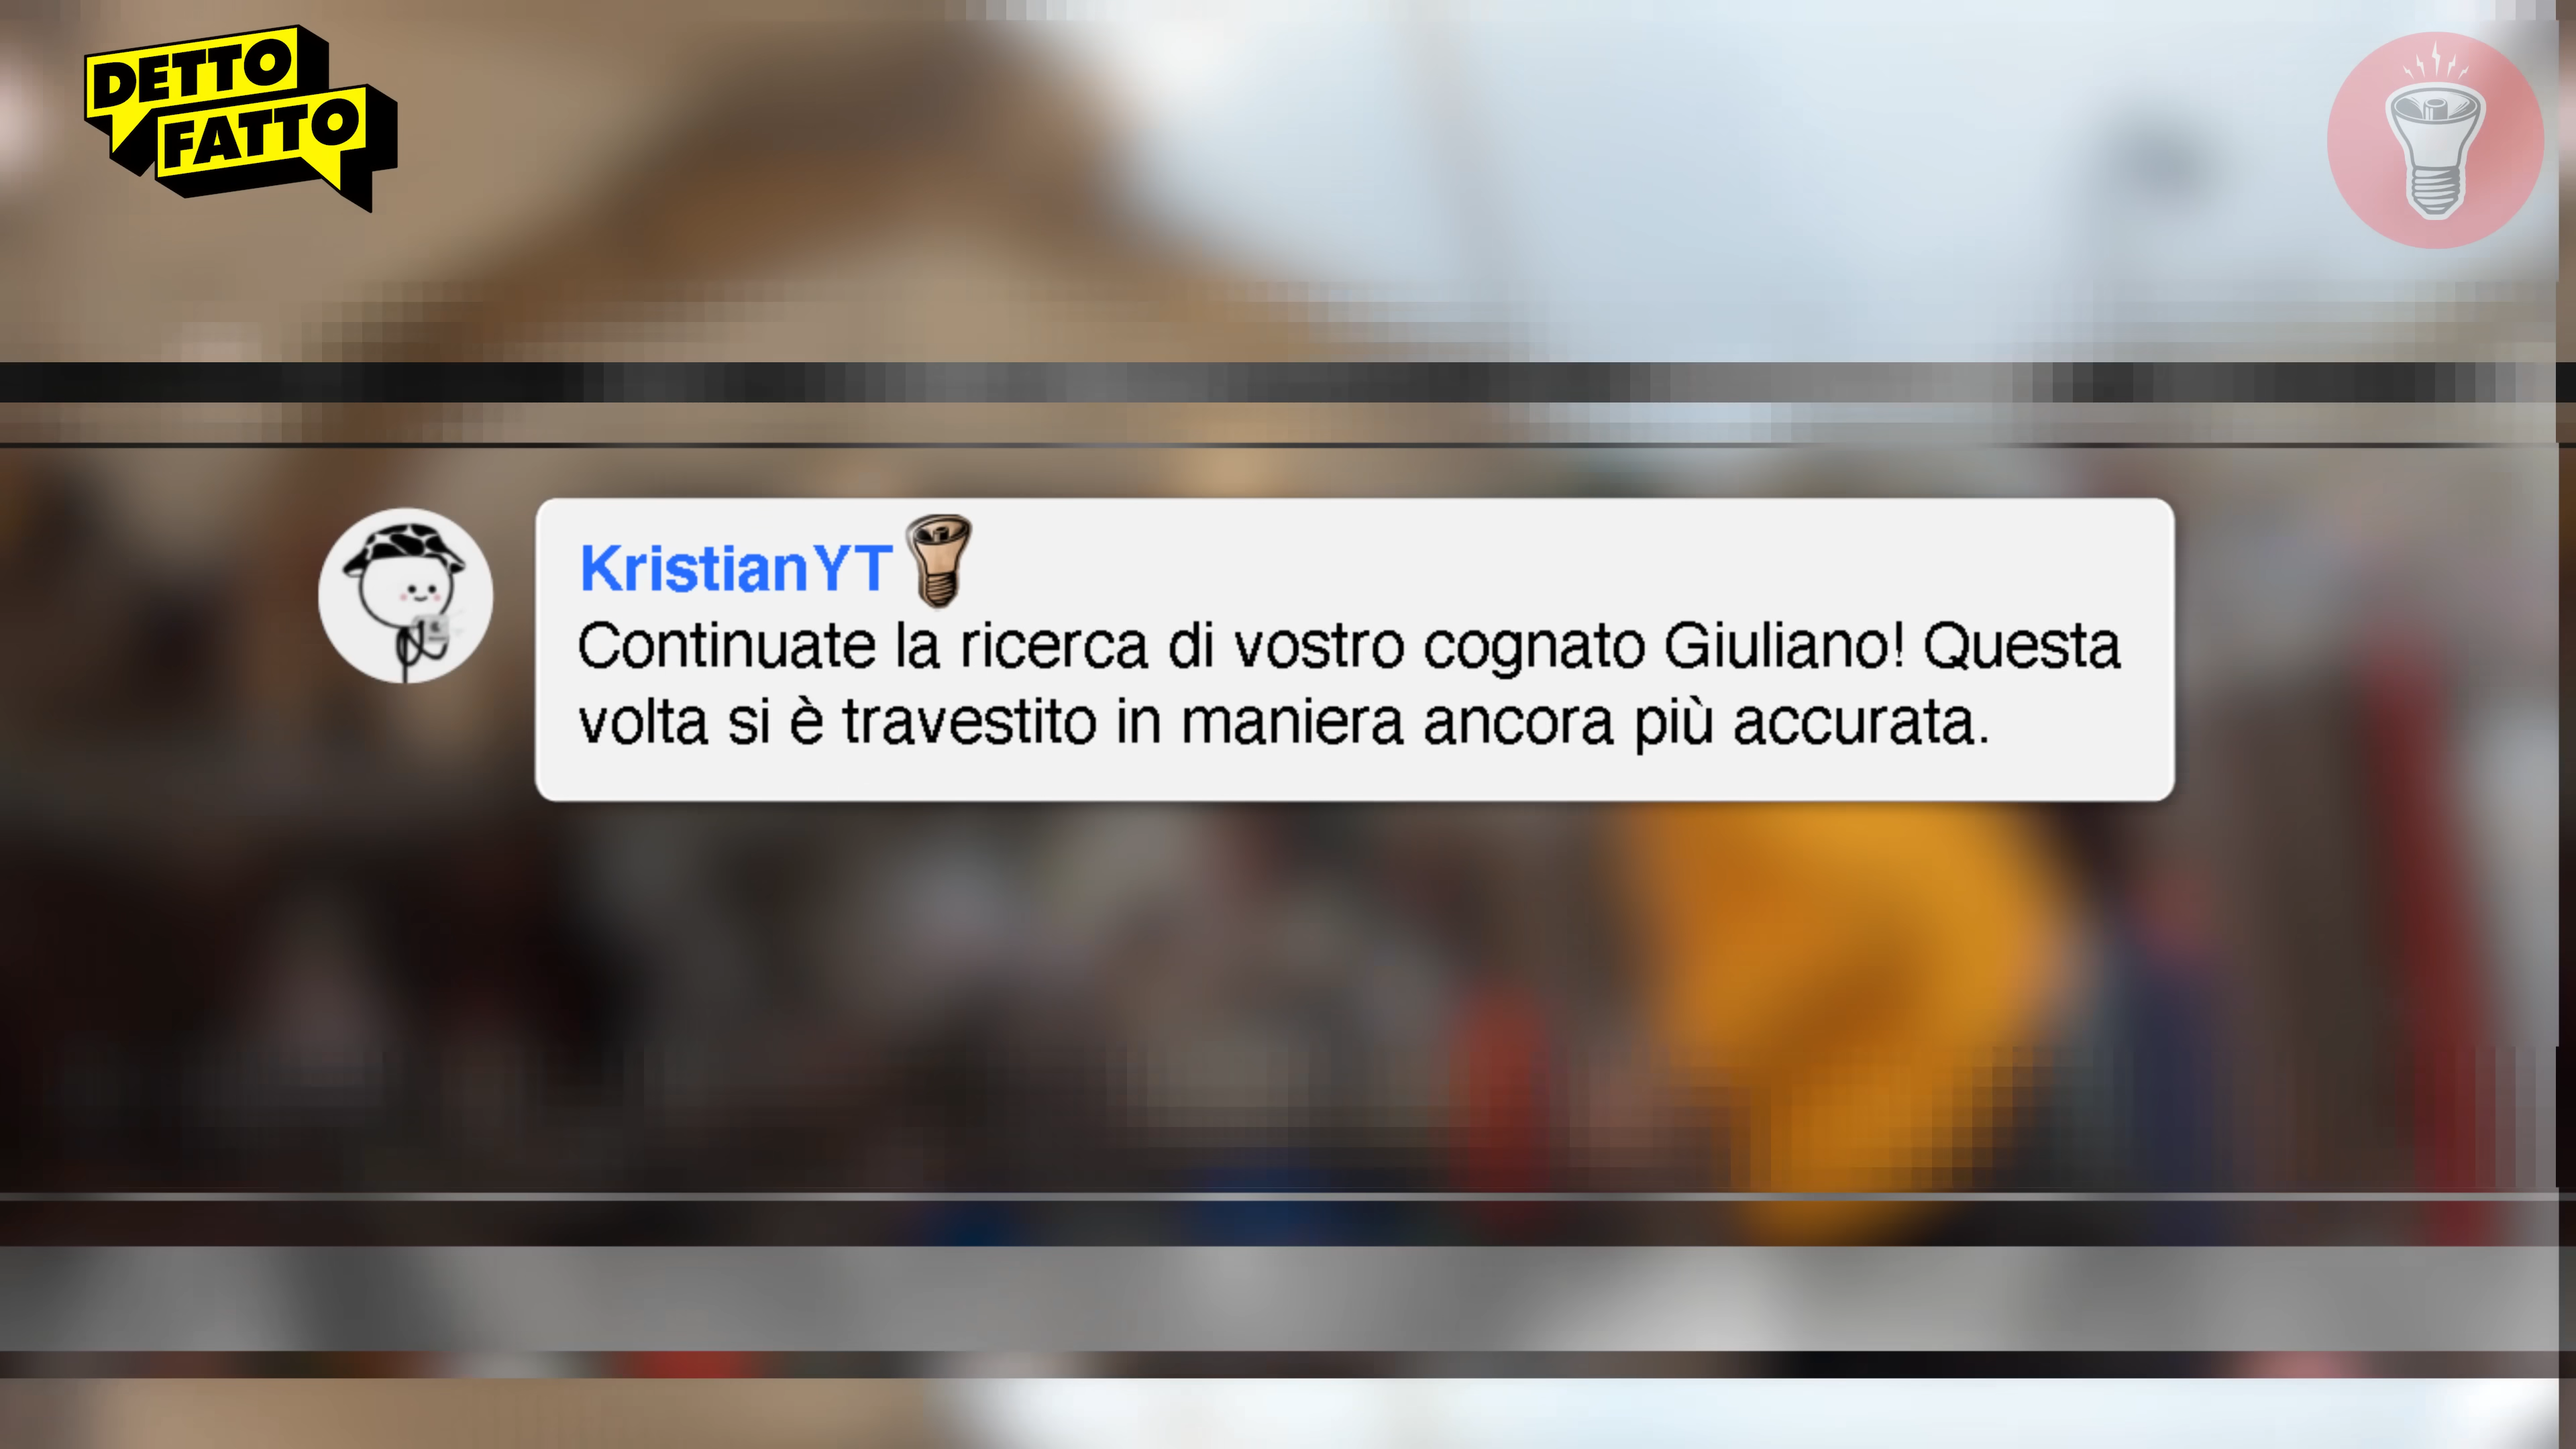 DETTO
FATTO
KristianYT
Continuate la ricerca di vostro cognato Giuliano! Questa
volta si è travestito in maniera ancora più accurata.